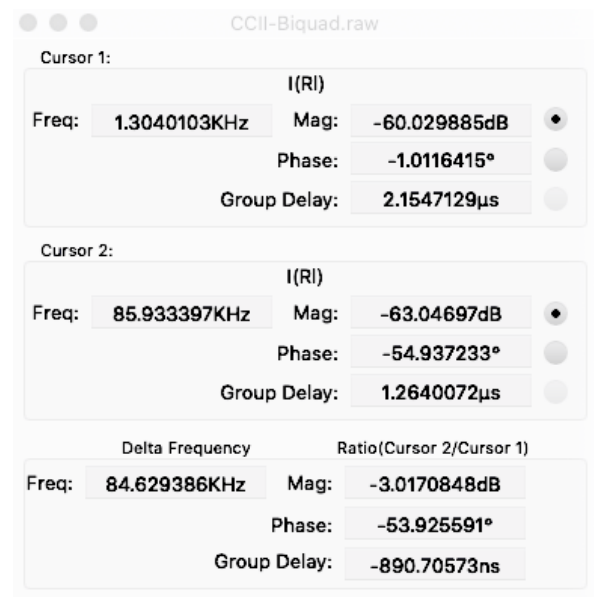 CCII-Biquad.raw
Cursor 1:
I(Rl)
Freq: 1.3040103KHz Mag: -60.029885dB
Phase: -1.0116415°
Group Delay: 2.1547129µs
Cursor 2:
I(Rl)
Freq: 85.933397KHz Mag: -63.04697dB
Phase: -54.937233°
Group Delay: 1.2640072µs
Delta Frequency Ratio(Cursor 2/Cursor 1)
Freq: 84.629386KHz Mag: -3.0170848dB
Phase: -53.925591°
Group Delay: -890.70573ns